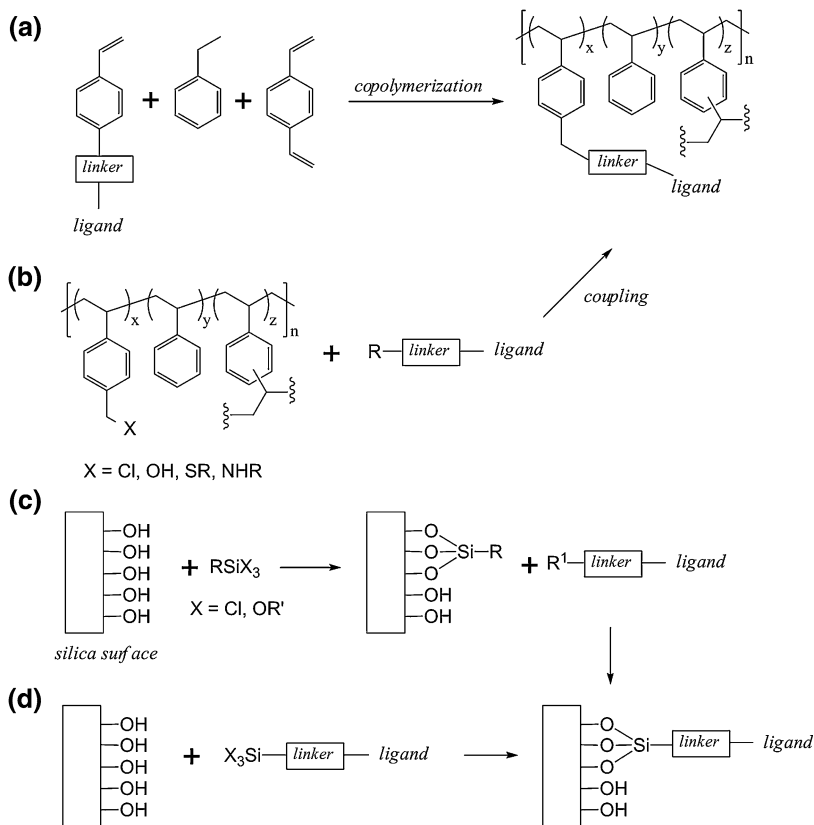 (a)
+
+
copolymerization
x
y
z
n
linker
ligand
linker
ligand
(b)
x
y
z
n
X
+
R
linker
ligand
coupling
X = Cl, OH, SR, NHR
(c)
OH
OH
OH
OH
OH
+ RSiX3
X = Cl, OR'
silica surface
O
O Si R
O
OH
OH
+ R1 linker ligand
(d)
OH
OH
OH
OH
OH
+
X3Si linker ligand
O
O Si linker ligand
O
OH
OH